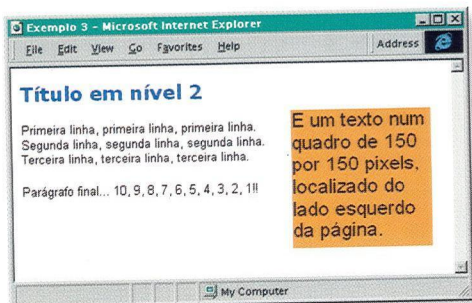 Exemplo 3 - Microsoft Internet Explorer
File Edit View Go Favorites Help Address
Título em nível 2
Primeira linha, primeira linha, primeira linha.
Segunda linha, segunda linha, segunda linha.
Terceira linha, terceira linha, terceira linha.
Parágrafo final... 10, 9, 8, 7, 6, 5, 4, 3, 2, 1!!
E um texto num
quadro de 150
por 150 pixels,
localizado do
lado esquerdo
da página.
My Computer